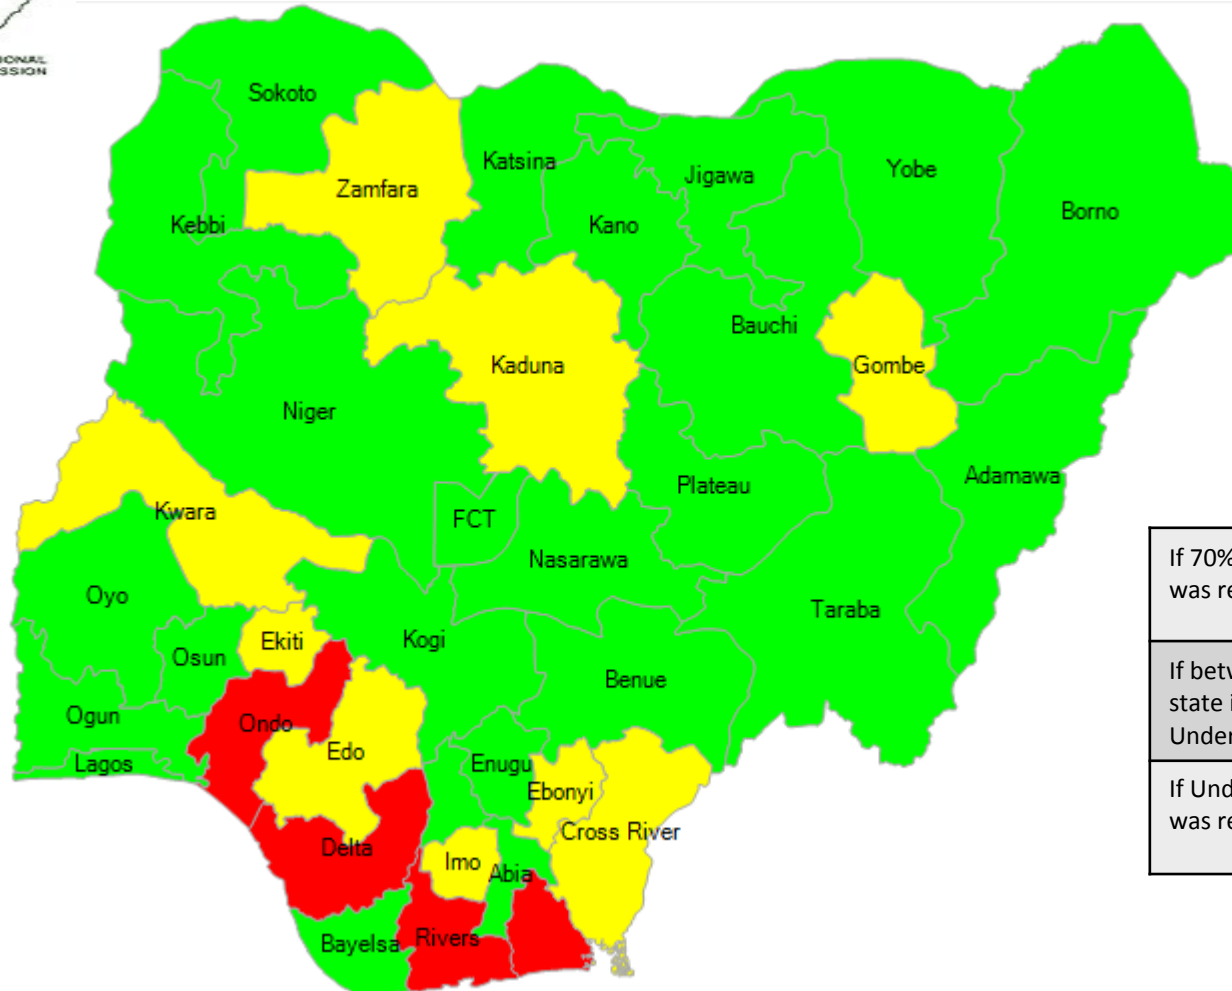 IONAL
SSION
Sokoto
Katsina
Zamfara
Jigawa
Yobe
Kebbi
Kano
Borno
Bauchi
Kaduna
Gombe
Niger
Adamawa
Plateau
Kwara
FCT
Nasarawa
Oyo
Taraba
Ekiti
Kogi
Osun
Benue
Ogun
Ondo
Edo
Lagos
Enugu
Ebonyi
Cross River
Delta
Imo
Abia
Bayelsa
Rivers
If 70%
was re
If betw
state i
Under
If Und
was re